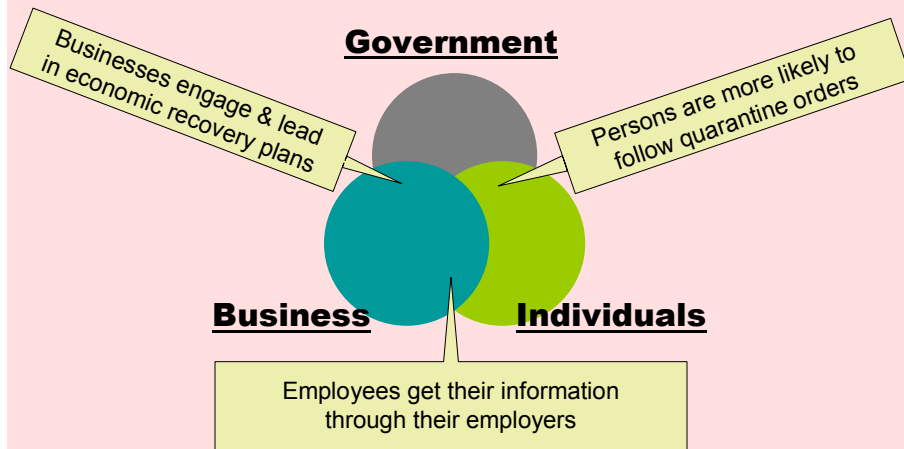 Government
Businesses engage & lead
in economic recovery plans
Persons are more likely to
follow quarantine orders
Business
Individuals
Employees get their information
through their employers